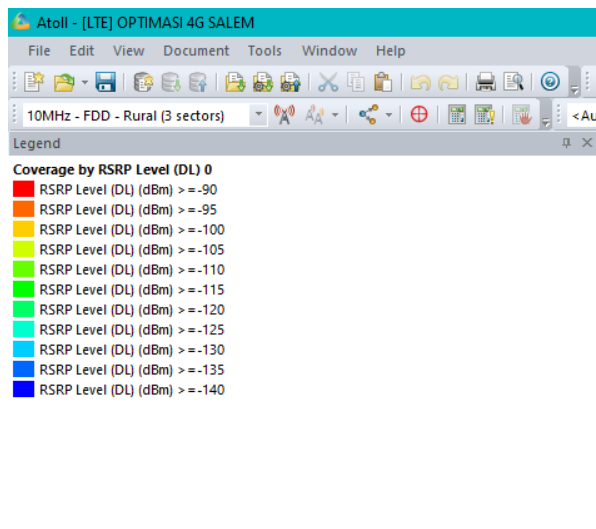 Atoll - [LTE] OPTIMASI 4G SALEM
File Edit View Document Tools Window Help
10MHz - FDD - Rural (3 sectors) <Au
Legend
Coverage by RSRP Level (DL) 0
RSRP Level (DL) (dBm) >=-90
RSRP Level (DL) (dBm) >=-95
RSRP Level (DL) (dBm) >=-100
RSRP Level (DL) (dBm) >=-105
RSRP Level (DL) (dBm) >=-110
RSRP Level (DL) (dBm) >=-115
RSRP Level (DL) (dBm) >=-120
RSRP Level (DL) (dBm) >=-125
RSRP Level (DL) (dBm) >=-130
RSRP Level (DL) (dBm) >=-135
RSRP Level (DL) (dBm) >=-140